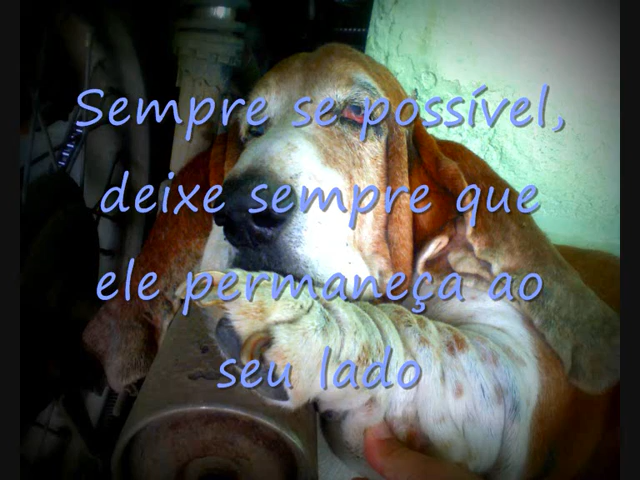 Sempre se possível,
deixe sempre que
ele permaneça ao
seu lado